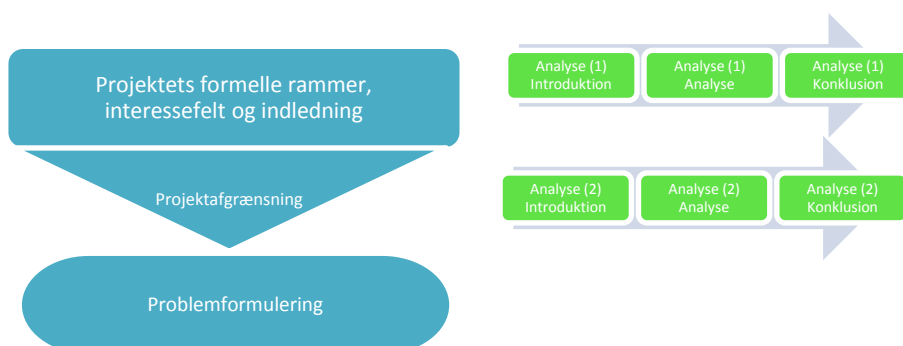 Projektets formelle rammer,
interessefelt og indledning
Projektafgrænsning
Problemformulering
Analyse (1)
Introduktion
Analyse (1)
Analyse
Analyse (1)
Konklusion
Analyse (2)
Introduktion
Analyse (2)
Analyse
Analyse (2)
Konklusion